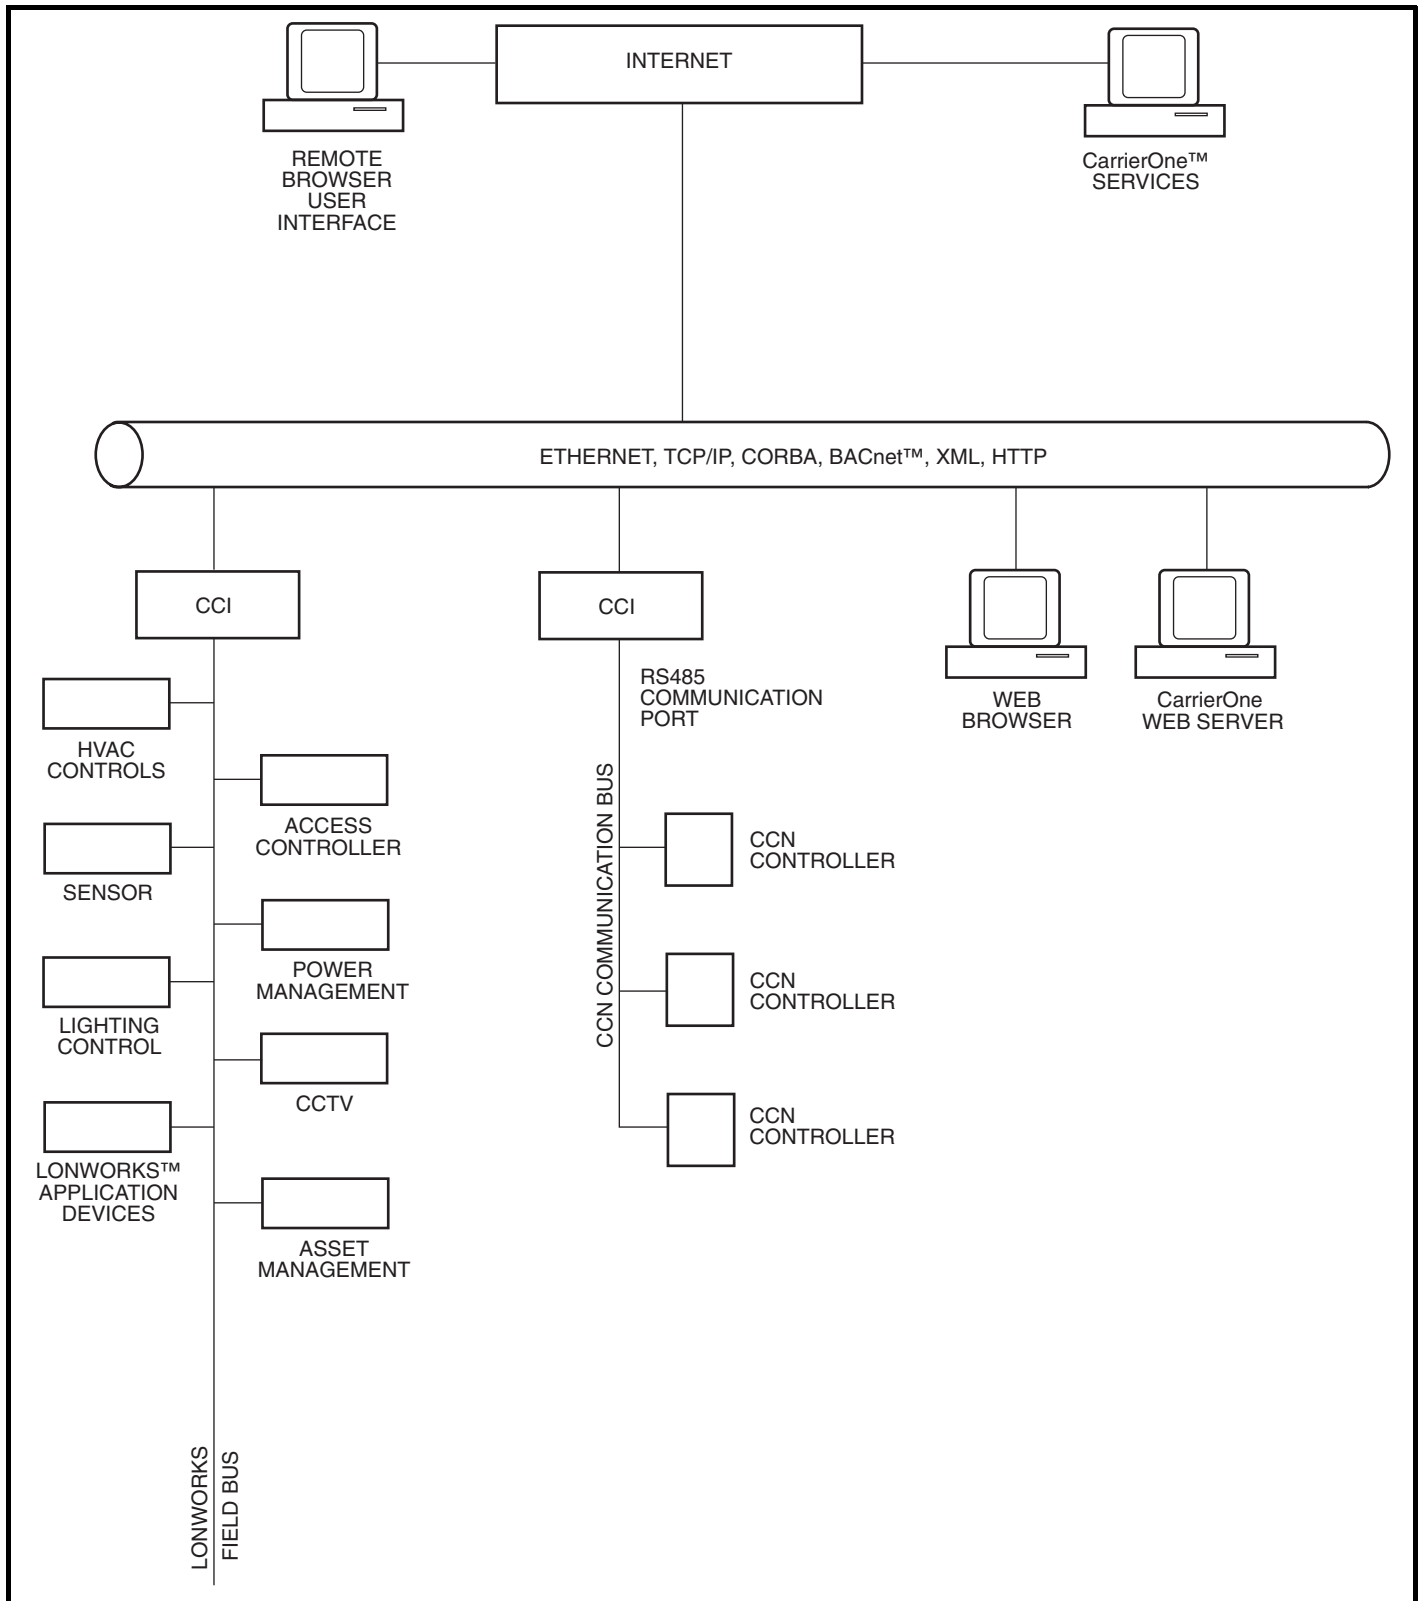 INTERNET
REMOTE
BROWSER
USER
INTERFACE
CarrierOne™
SERVICES
ETHERNET, TCP/IP, CORBA, BACnet™, XML, HTTP
CCI
CCI
RS485
COMMUNICATION
PORT
WEB
BROWSER
CarrierOne
WEB SERVER
HVAC
CONTROLS
ACCESS
CONTROLLER
SENSOR
POWER
MANAGEMENT
LIGHTING
CONTROL
CCTV
LONWORKS™
APPLICATION
DEVICES
ASSET
MANAGEMENT
LONWORKS
FIELD BUS
CCN COMMUNICATION BUS
CCN
CONTROLLER
CCN
CONTROLLER
CCN
CONTROLLER